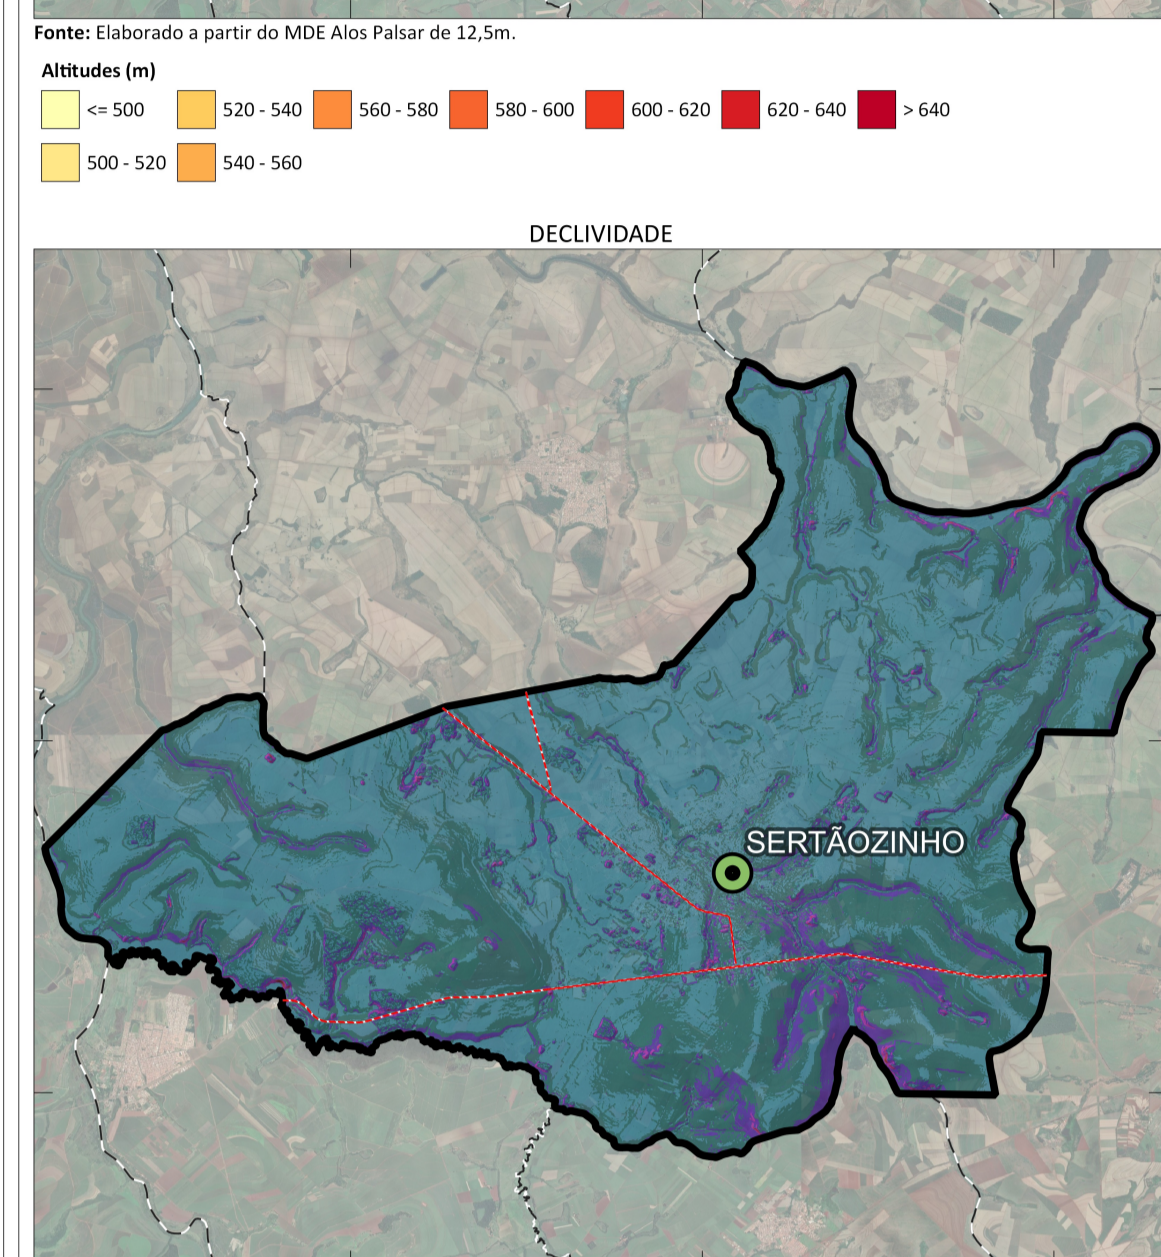 Fonte: Elaborado a partir do MDE Alos Palsar de 12,5m.
Altitudes (m)
<= 500 520 - 540 560 - 580 580 - 600 600 - 620 620 - 640 > 640
500 - 520 540 - 560
DECLIVIDADE
SERTÃOZINHO